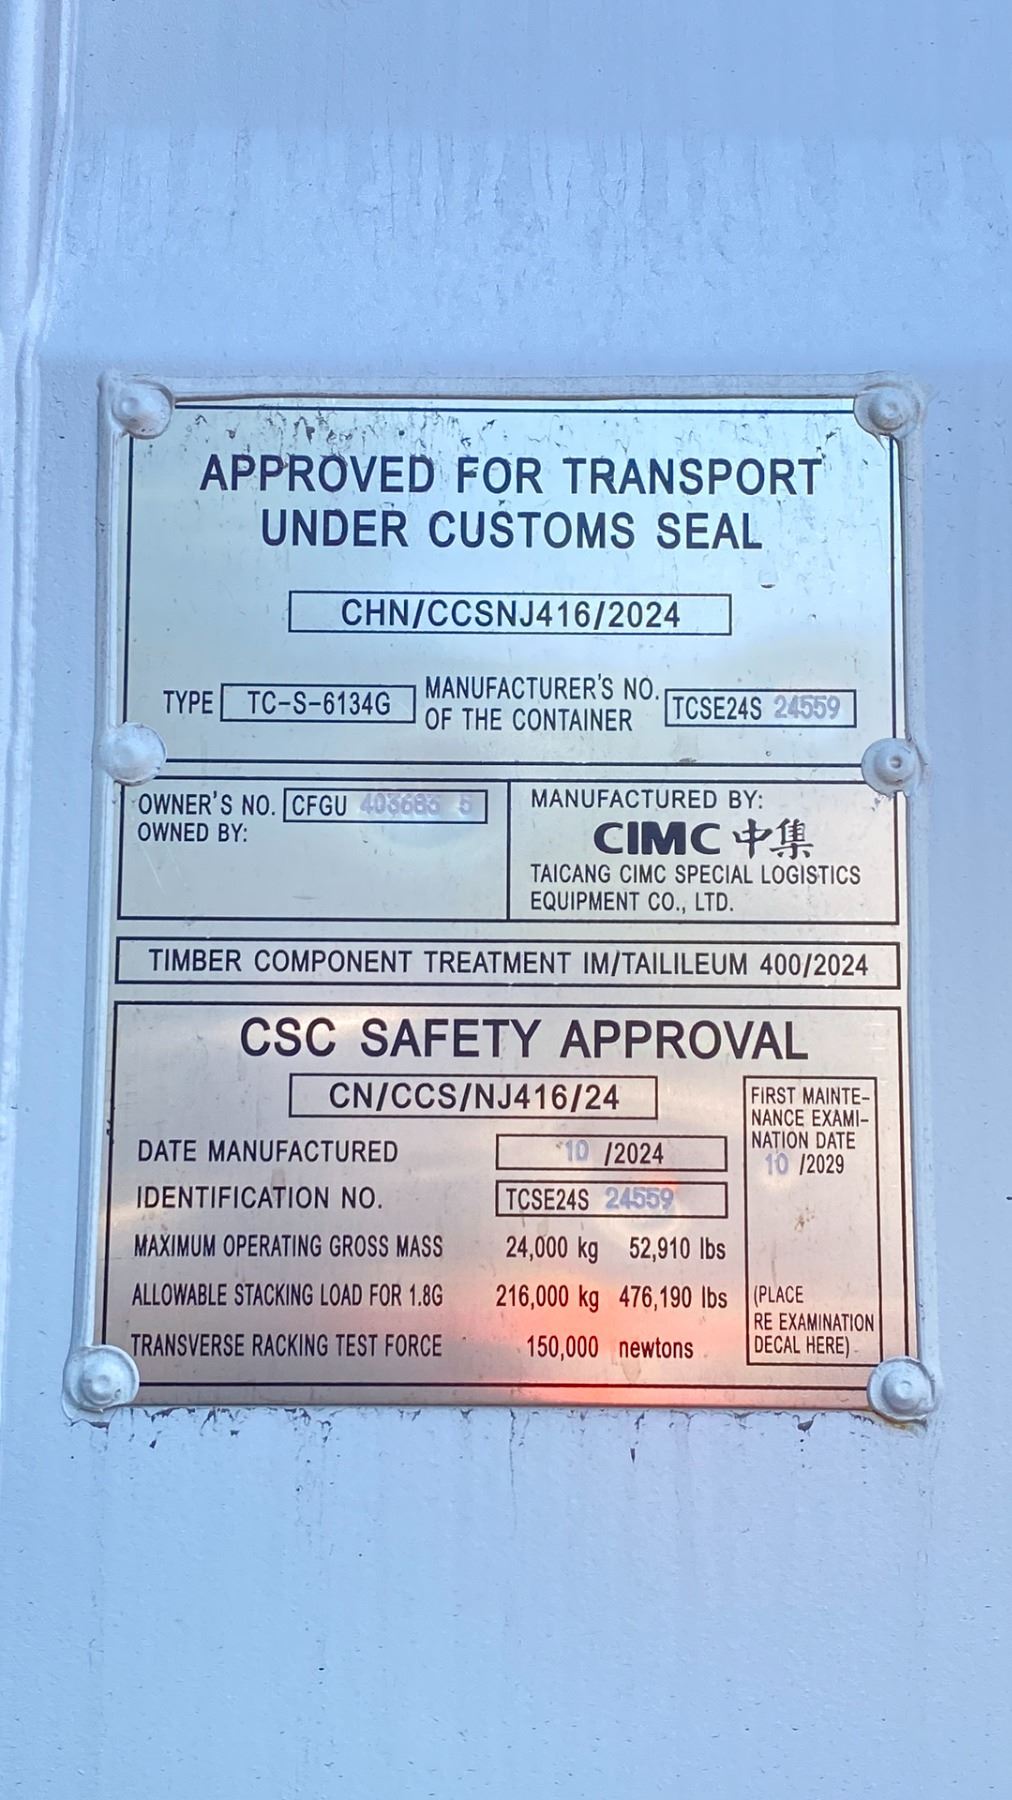 APPROVED FOR TRANSPORT
UNDER CUSTOMS SEAL
CHN/CCSNJ416/2024
TYPE TC-S-6134G MANUFACTURER'S NO. OF THE CONTAINER TCSE24S 24559
OWNER'S NO. CFGU 403683 5
OWNED BY:
MANUFACTURED BY:
CIMC 中集
TAICANG CIMC SPECIAL LOGISTICS
EQUIPMENT CO., LTD.
TIMBER COMPONENT TREATMENT IM/TAILILEUM 400/2024
CSC SAFETY APPROVAL
CN/CCS/NJ416/24
DATE MANUFACTURED 10 /2024
IDENTIFICATION NO. TCSE24S 24559
MAXIMUM OPERATING GROSS MASS 24,000 kg 52,910 lbs
ALLOWABLE STACKING LOAD FOR 1.8G 216,000 kg 476,190 lbs
TRANSVERSE RACKING TEST FORCE 150,000 newtons
FIRST MAINTE-
NANCE EXAMI-
NATION DATE
10 /2029
(PLACE
RE EXAMINATION
DECAL HERE)